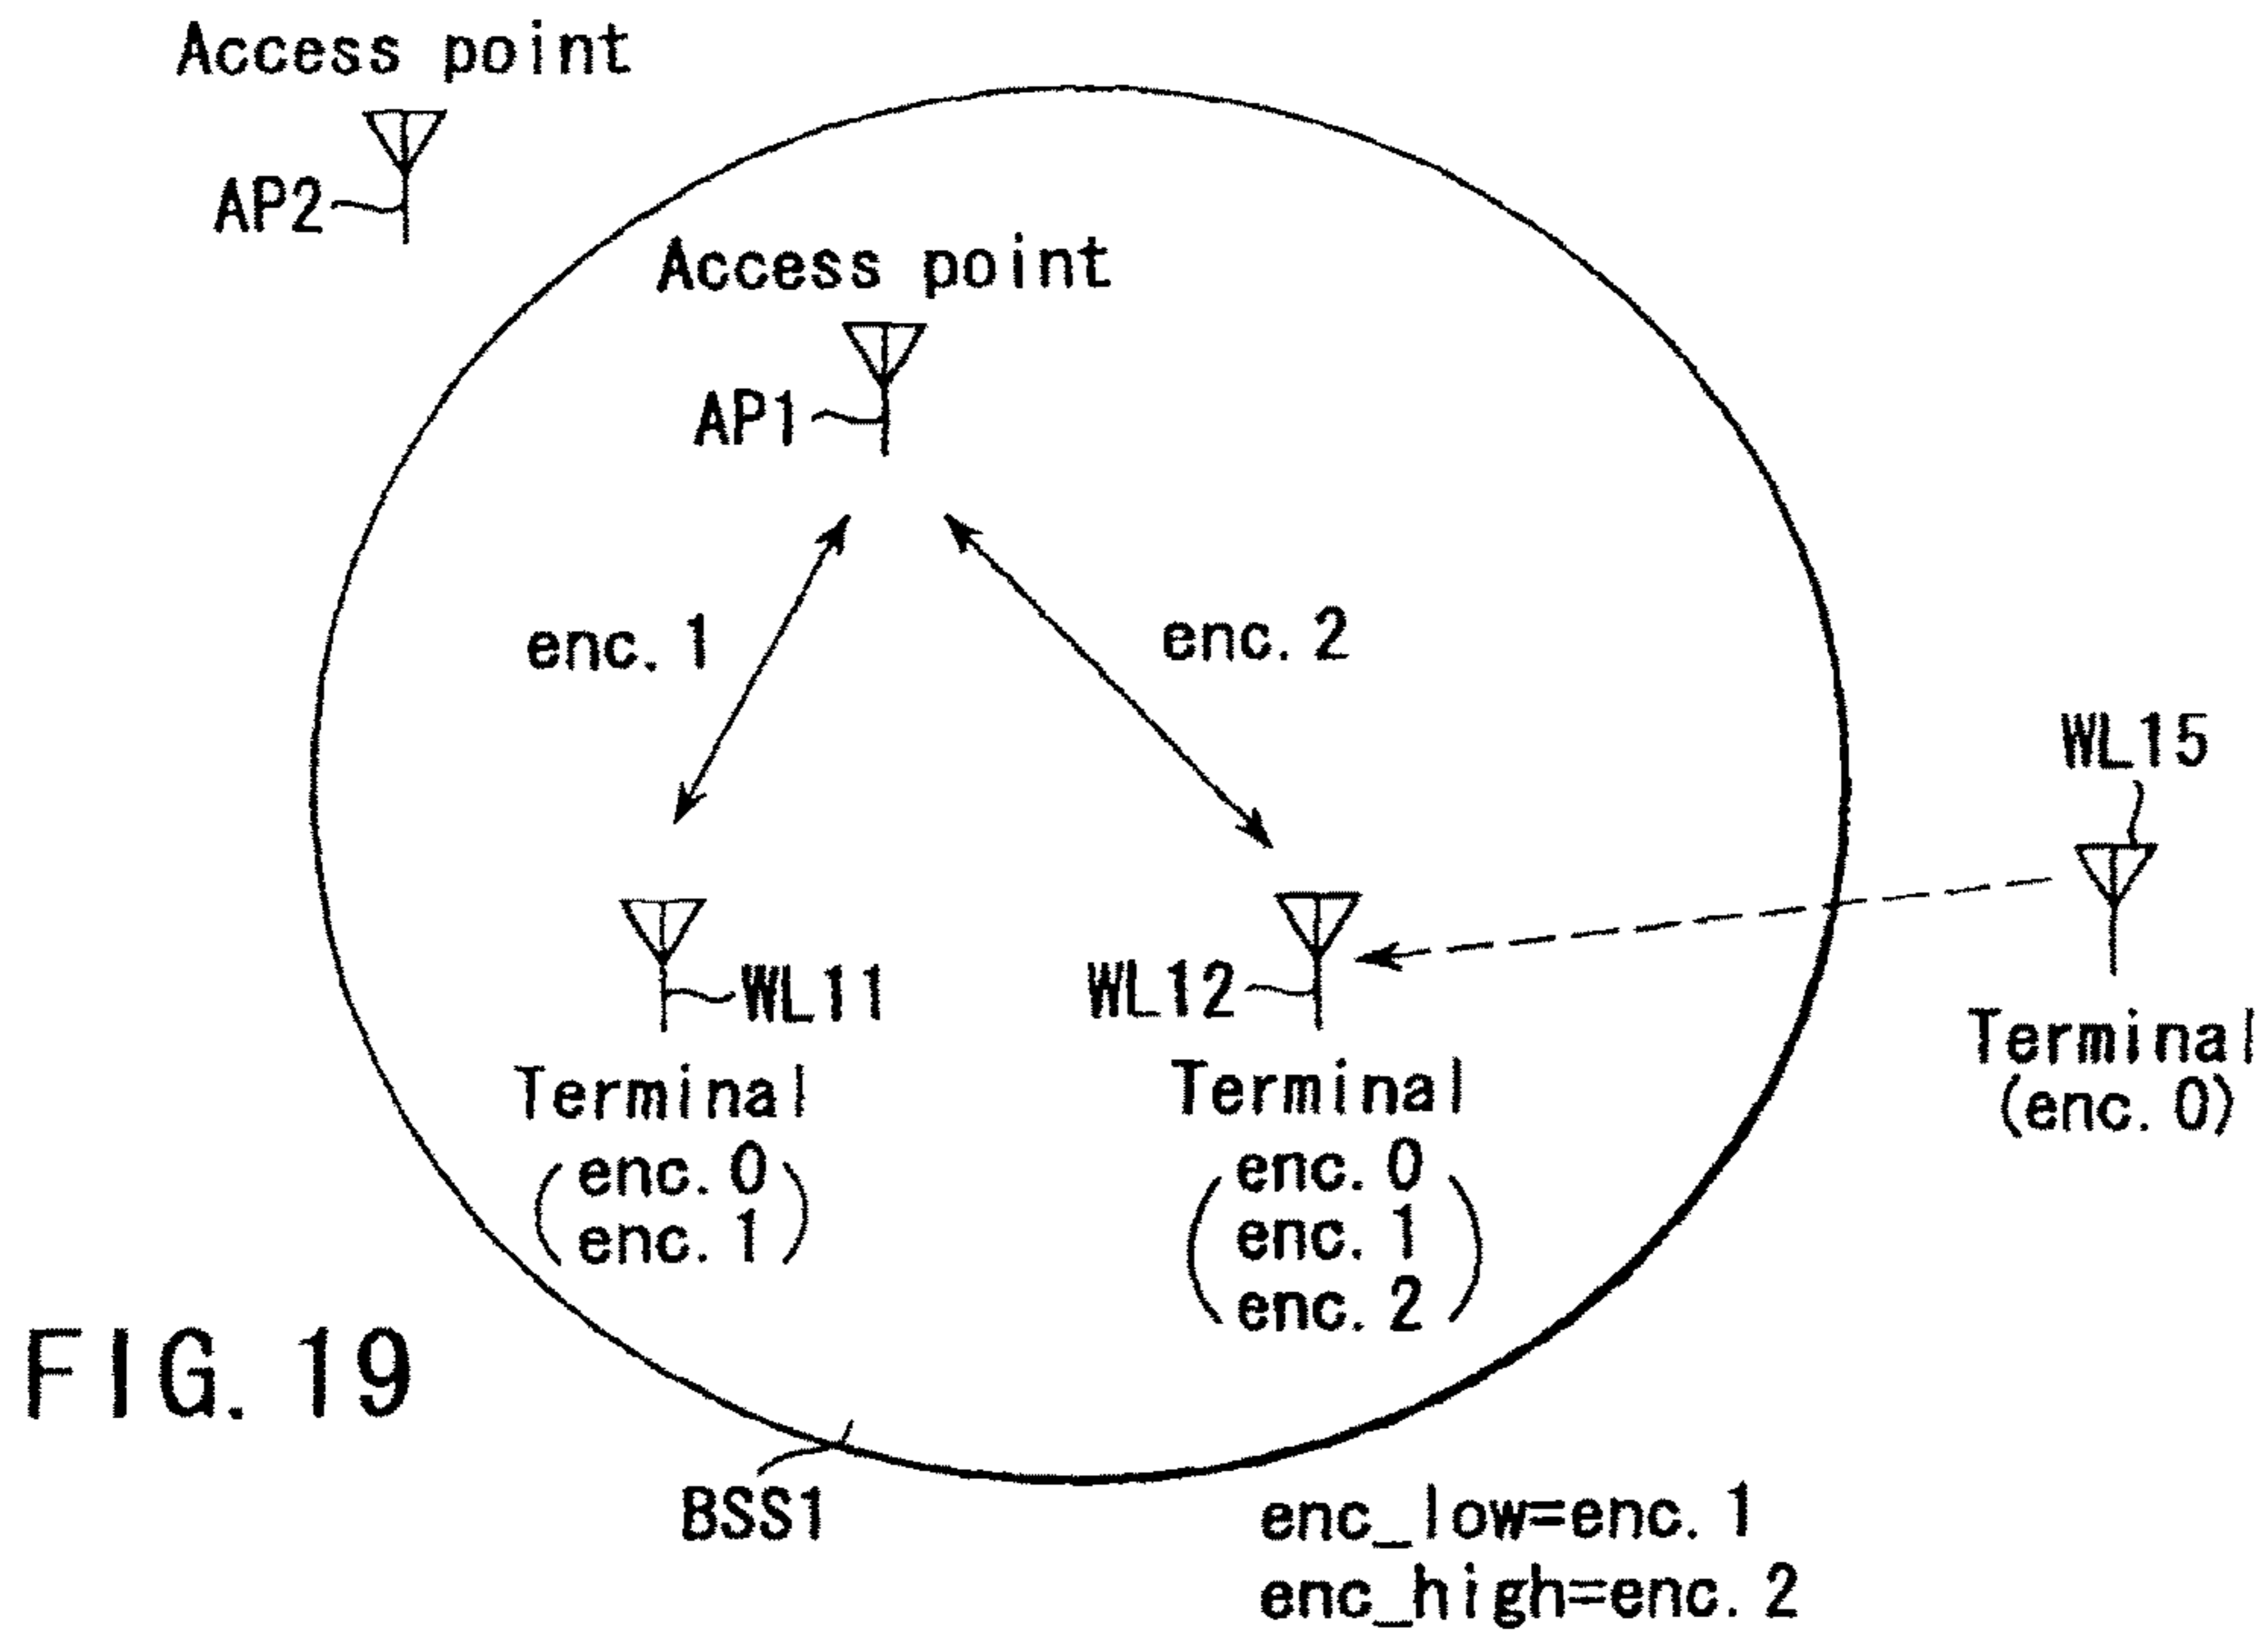 Access point
AP2
Access point
AP1
enc. 1
enc. 2
WL15
WL11
WL12
Terminal
(enc. 0)
Terminal
(enc. 0
enc. 1)
Terminal
(enc. 0
enc. 1
enc. 2)
FIG. 19
BSS1
enc_low=enc. 1
enc_high=enc. 2